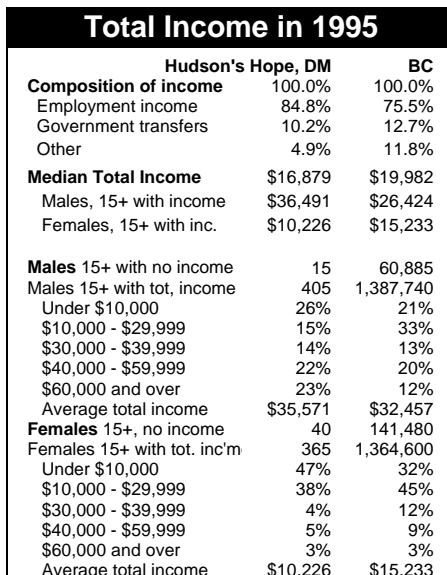 Total Income in 1995
Hudson's Hope, DM BC
Composition of income 100.0% 100.0%
Employment income 84.8% 75.5%
Government transfers 10.2% 12.7%
Other 4.9% 11.8%
Median Total Income $16,879 $19,982
Males, 15+ with income $36,491 $26,424
Females, 15+ with inc. $10,226 $15,233
Males 15+ with no income 15 60,885
Males 15+ with tot, income 405 1,387,740
Under $10,000 26% 21%
$10,000 - $29,999 15% 33%
$30,000 - $39,999 14% 13%
$40,000 - $59,999 22% 20%
$60,000 and over 23% 12%
Average total income $35,571 $32,457
Females 15+, no income 40 141,480
Females 15+ with tot. inc'm 365 1,364,600
Under $10,000 47% 32%
$10,000 - $29,999 38% 45%
$30,000 - $39,999 4% 12%
$40,000 - $59,999 5% 9%
$60,000 and over 3% 3%
Average total income $10,226 $15,233